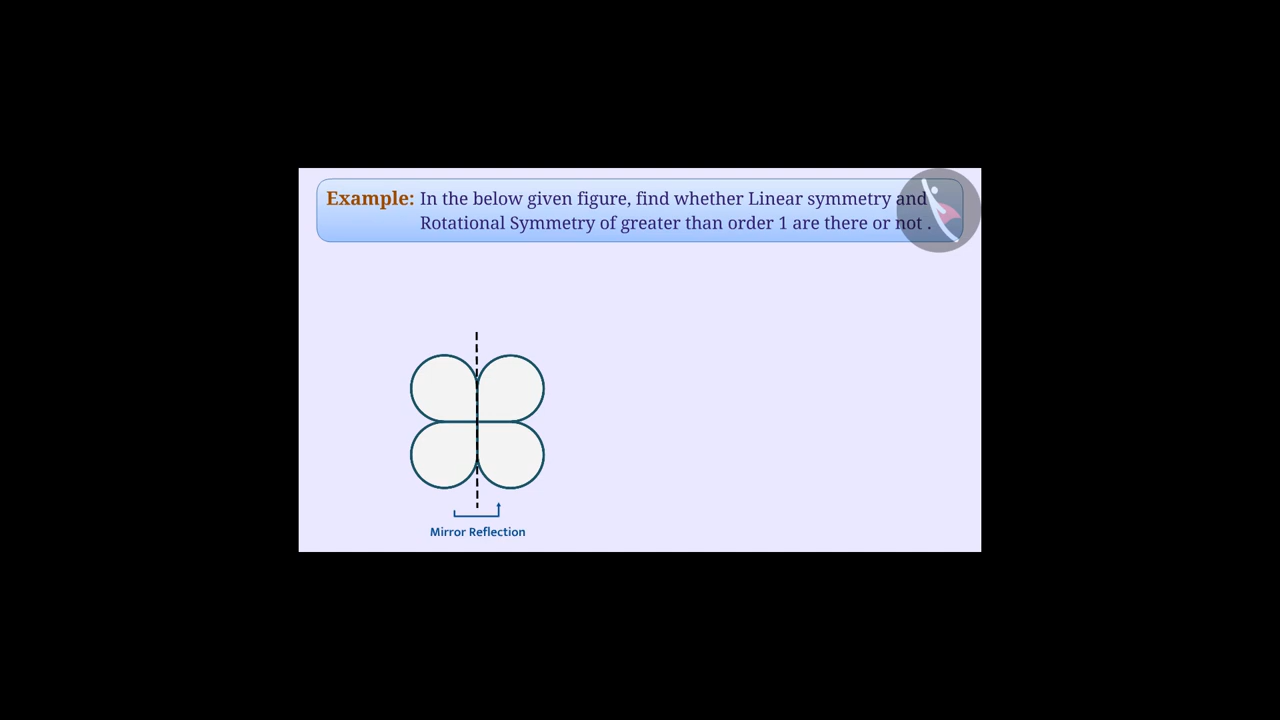 Example: In the below given figure, find whether Linear symmetry and
Rotational Symmetry of greater than order 1 are there or not .
Mirror Reflection